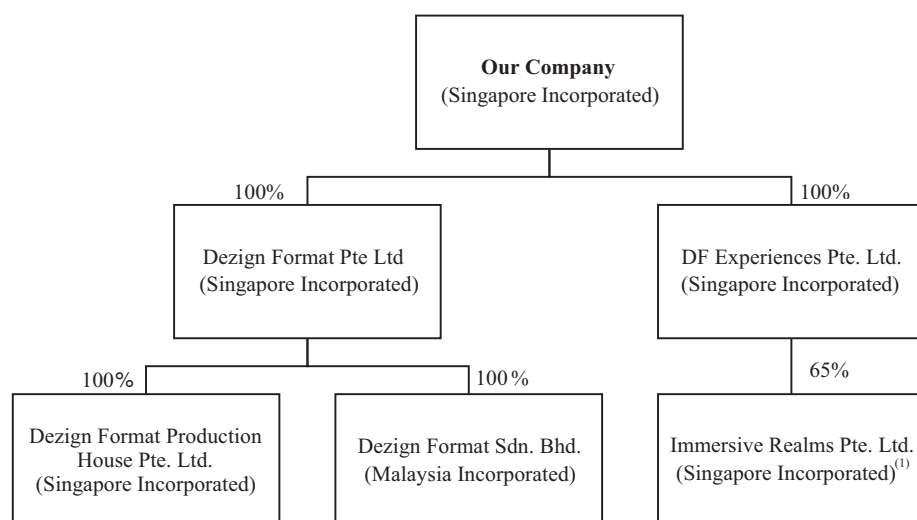 Our Company
(Singapore Incorporated)
100%
100%
Dezign Format Pte Ltd
(Singapore Incorporated)
DF Experiences Pte. Ltd.
(Singapore Incorporated)
100%
100%
65%
Dezign Format Production
House Pte. Ltd.
(Singapore Incorporated)
Dezign Format Sdn. Bhd.
(Malaysia Incorporated)
Immersive Realms Pte. Ltd.
(Singapore Incorporated)(1)